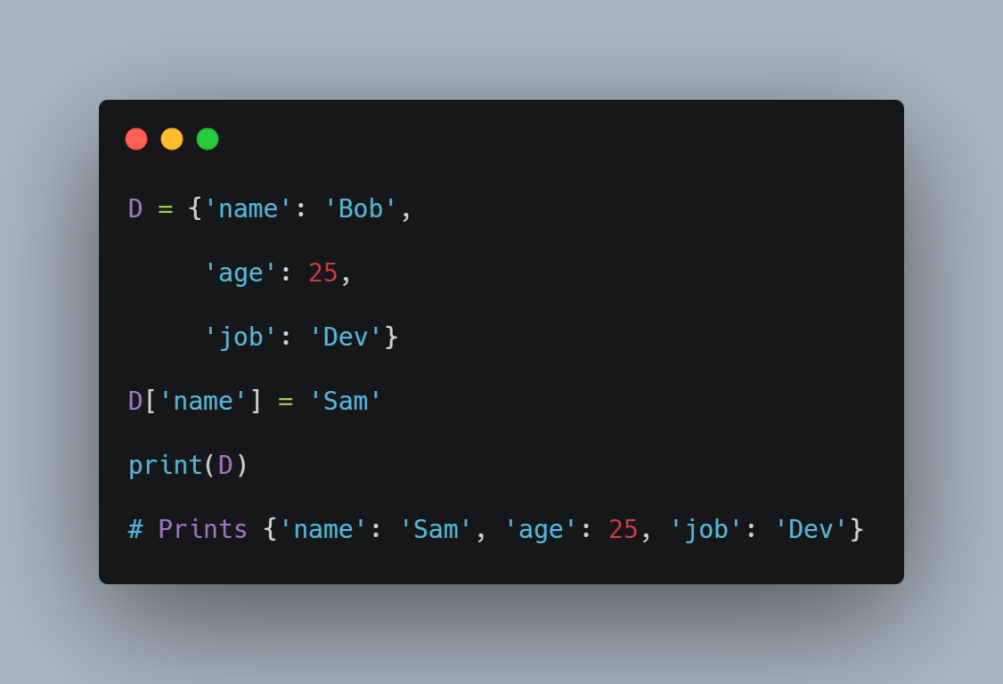 D = {'name': 'Bob',
     'age': 25,
     'job': 'Dev'}
D['name'] = 'Sam'
print(D)
# Prints {'name': 'Sam', 'age': 25, 'job': 'Dev'}